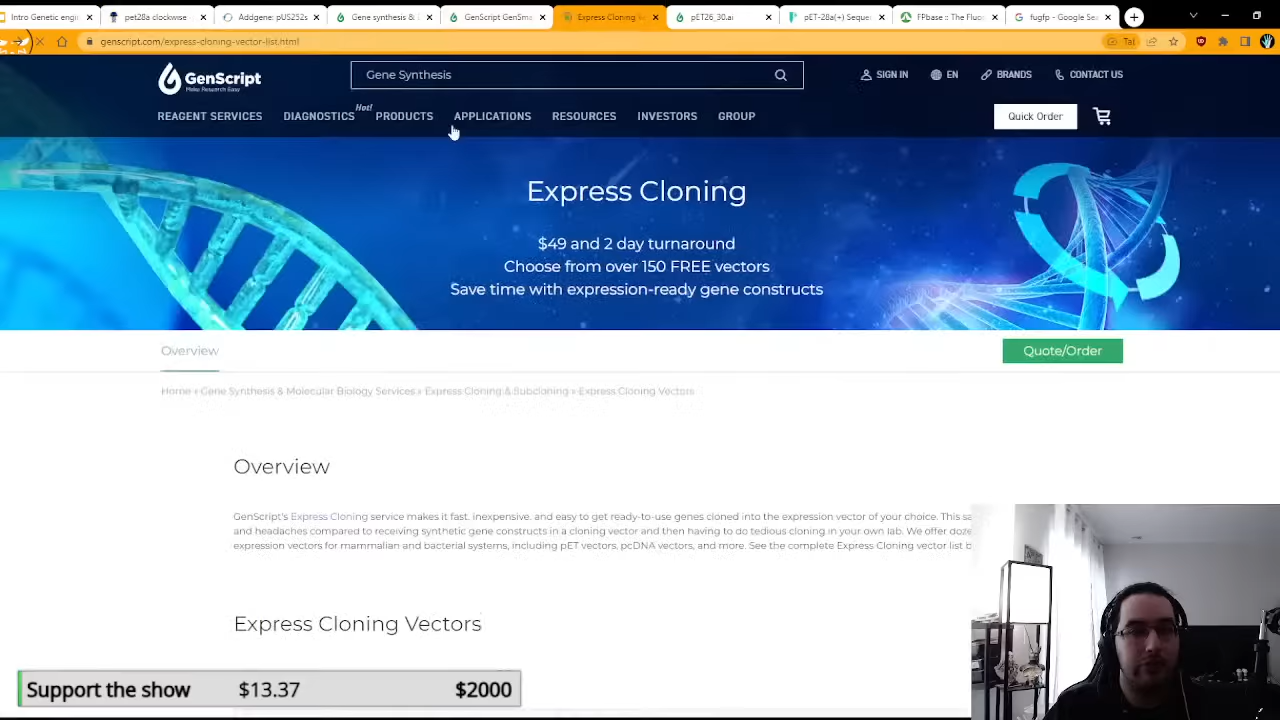 Intro Genetic engi
pet28a clockwise
Addgene: pUS252s
Gene synthesis &
GenScript GenSma
Express Cloning Se
pET26_30.ai
pET-28a(+) Seque
FPbase :: The Fluo
fugfp - Google Sea
genscript.com/express-cloning-vector-list.html
GenScript
Make Research Easy
Gene Synthesis
SIGN IN
EN
BRANDS
CONTACT US
REAGENT SERVICES
DIAGNOSTICS
Hot!
PRODUCTS
APPLICATIONS
RESOURCES
INVESTORS
GROUP
Quick Order
Express Cloning
$49 and 2 day turnaround
Choose from over 150 FREE vectors
Save time with expression-ready gene constructs
Overview
Quote/Order
Home » Gene Synthesis & Molecular Biology Services » Express Cloning & Subcloning » Express Cloning Vectors
Overview
GenScript's Express Cloning service makes it fast, inexpensive, and easy to get ready-to-use genes cloned into the expression vector of your choice. This sa
and headaches compared to receiving synthetic gene constructs in a cloning vector and then having to do tedious cloning in your own lab. We offer doze
expression vectors for mammalian and bacterial systems, including pET vectors, pcDNA vectors, and more. See the complete Express Cloning vector list b
Express Cloning Vectors
Support the show $13.37 $2000